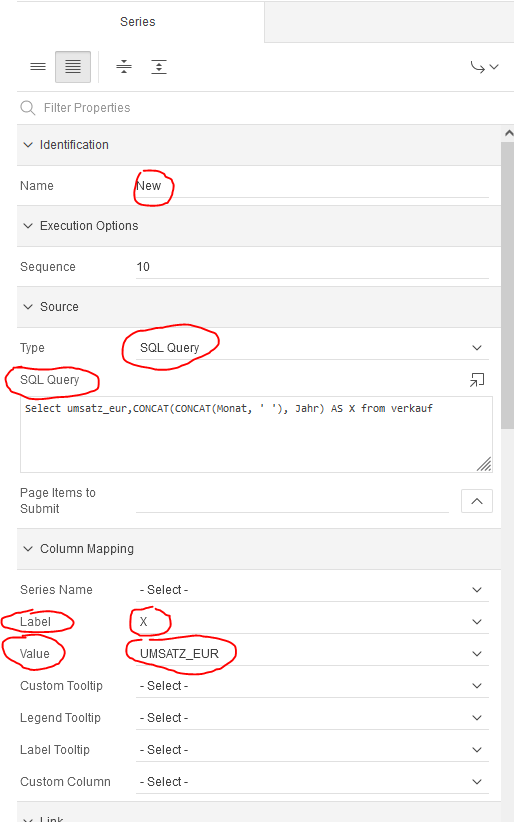 Series
Filter Properties
Identification
Name New
Execution Options
Sequence 10
Source
Type SQL Query
SQL Query
Select umsatz_eur,CONCAT(CONCAT(Monat, ' '), Jahr) AS X from verkauf
Page Items to
Submit
Column Mapping
Series Name - Select -
Label X
Value UMSATZ_EUR
Custom Tooltip - Select -
Legend Tooltip - Select -
Label Tooltip - Select -
Custom Column - Select -
Link